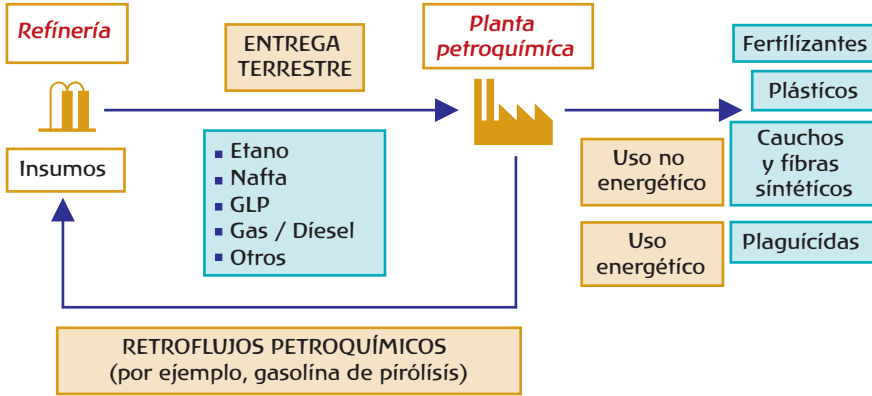 Refinería
ENTREGA
TERRESTRE
Planta
petroquímica
Insumos
▪ Etano
▪ Nafta
▪ GLP
▪ Gas / Díesel
▪ Otros
Uso no
energético
Uso
energético
Fertilizantes
Plásticos
Cauchos
y fibras
sintéticos
Plaguicidas
RETROFLUJOS PETROQUÍMICOS
(por ejemplo, gasolina de pirólisis)